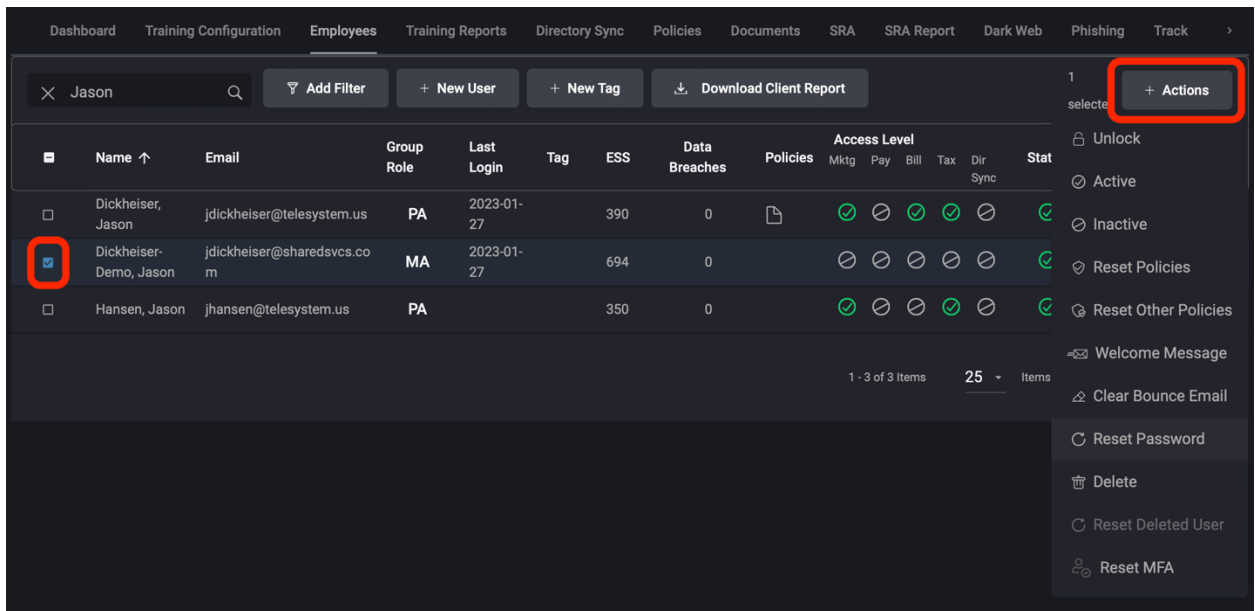 Dashboard Training Configuration Employees Training Reports Directory Sync Policies Documents SRA SRA Report Dark Web Phishing Track
Jason Add Filter + New User + New Tag Download Client Report 1 selecte + Actions
Name ↑ Email Group Role Last Login Tag ESS Data Breaches Policies Access Level Mktg Pay Bill Tax Dir Sync Stat
Dickheiser, Jason jdickheiser@telesystem.us PA 2023-01-27 390 0
Dickheiser-Demo, Jason jdickheiser@sharedsvcs.com MA 2023-01-27 694 0
Hansen, Jason jhansen@telesystem.us PA 350 0
1 - 3 of 3 Items 25 Items
Unlock
Active
Inactive
Reset Policies
Reset Other Policies
Welcome Message
Clear Bounce Email
Reset Password
Delete
Reset Deleted User
Reset MFA